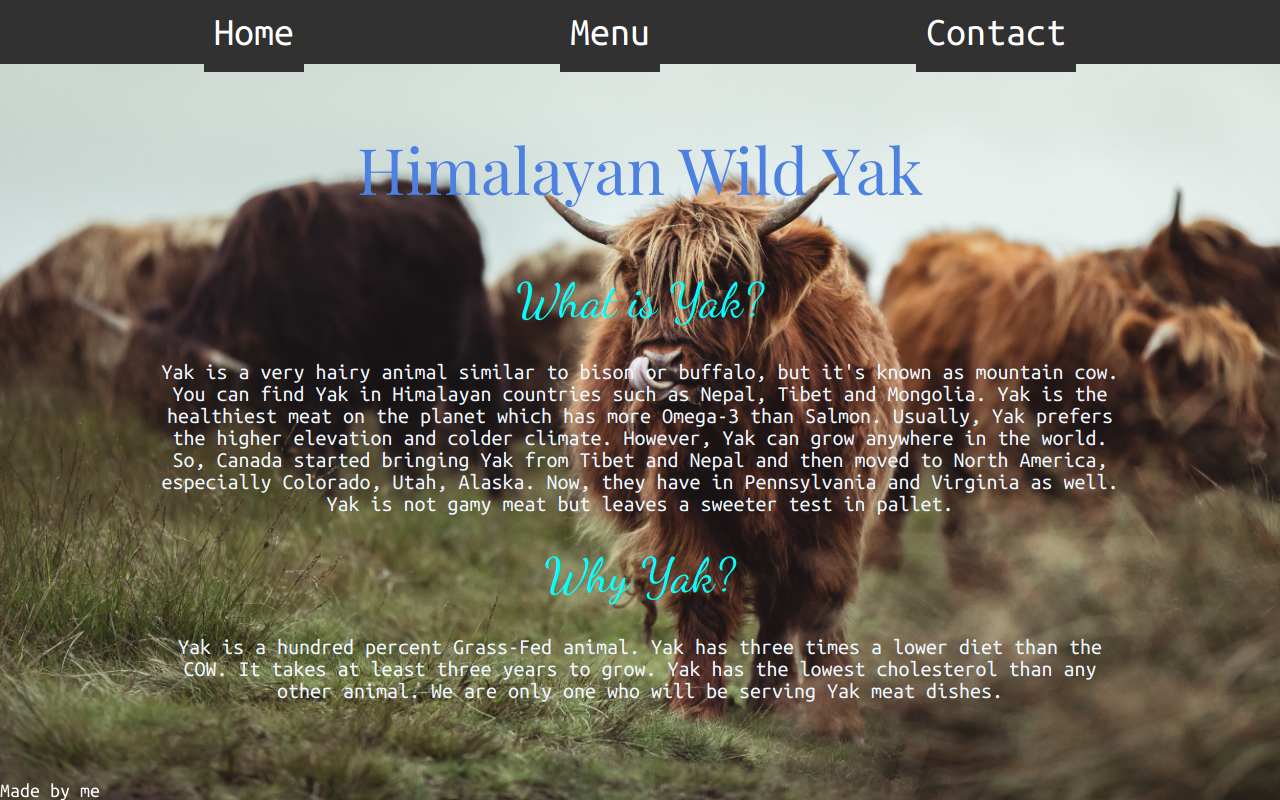 Home Menu Contact
Himalayan Wild Yak
What is Yak?
Yak is a very hairy animal similar to bison or buffalo, but it's known as mountain cow.
You can find Yak in Himalayan countries such as Nepal, Tibet and Mongolia. Yak is the
healthiest meat on the planet which has more Omega-3 than Salmon. Usually, Yak prefers
the higher elevation and colder climate. However, Yak can grow anywhere in the world.
So, Canada started bringing Yak from Tibet and Nepal and then moved to North America,
especially Colorado, Utah, Alaska. Now, they have in Pennsylvania and Virginia as well.
Yak is not gamy meat but leaves a sweeter test in pallet.
Why Yak?
Yak is a hundred percent Grass-Fed animal. Yak has three times a lower diet than the
COW. It takes at least three years to grow. Yak has the lowest cholesterol than any
other animal. We are only one who will be serving Yak meat dishes.
Made by me